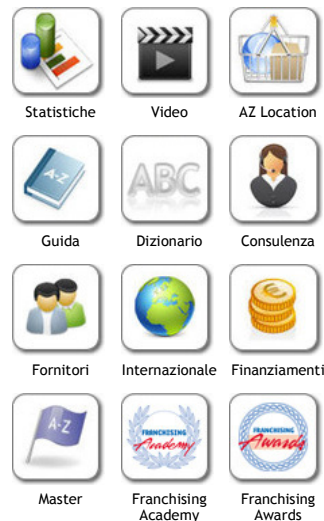 Statistiche Video AZ Location
A-Z ABC
Guida Dizionario Consulenza
€
Fornitori Internazionale Finanziamenti
A-Z FRANCHISING FRANCHISING
Academy Awards
Master Franchising Franchising
Academy Awards